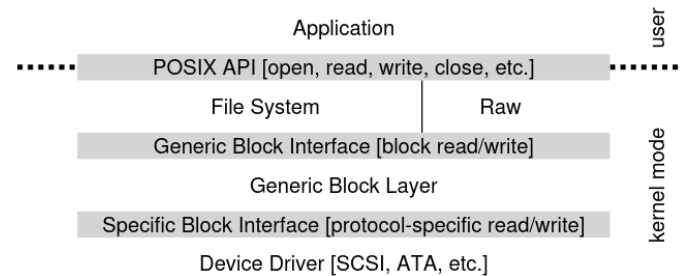 Application
POSIX API [open, read, write, close, etc.]
File System
Raw
Generic Block Interface [block read/write]
Generic Block Layer
Specific Block Interface [protocol-specific read/write]
Device Driver [SCSI, ATA, etc.]
user
kernel mode